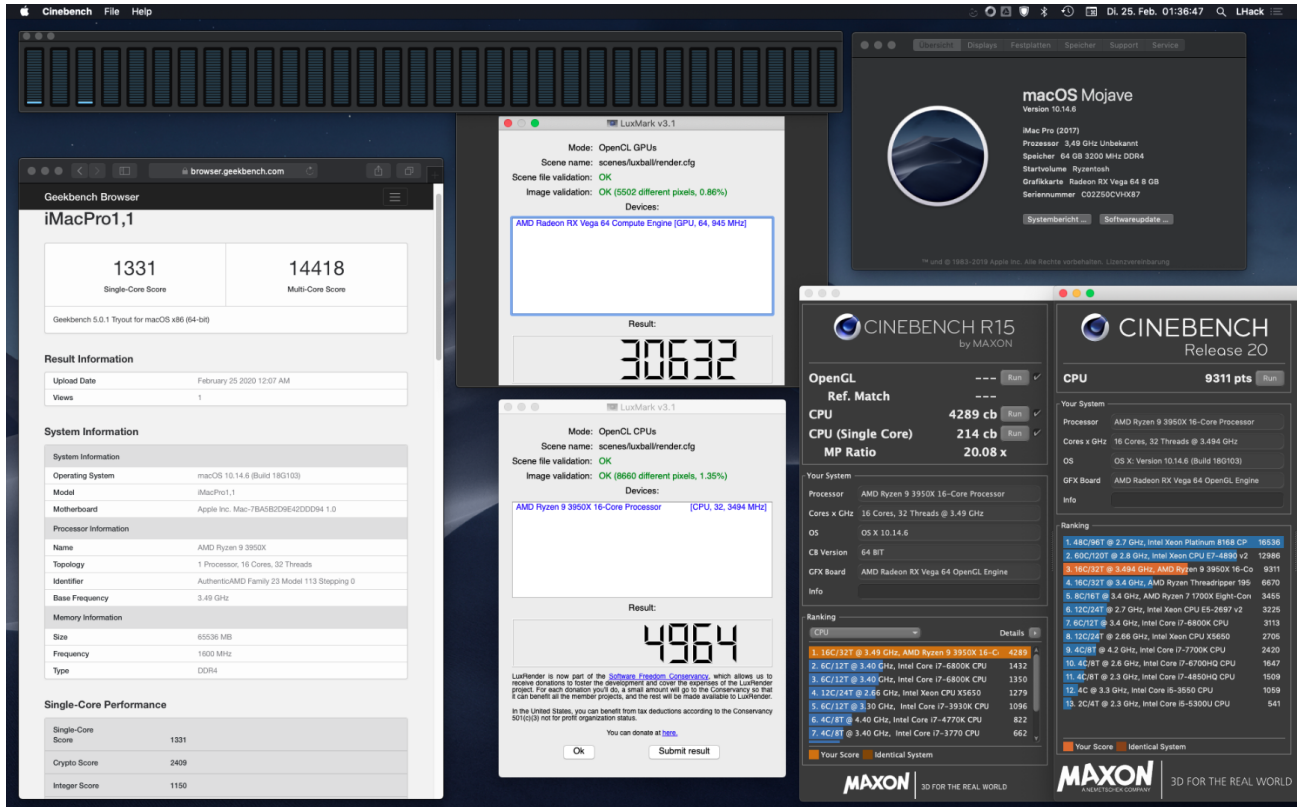 Cinebench File Help
Di. 25. Feb. 01:36:47 LHack
Übersicht Displays Festplatten Speicher Support Service
macOS Mojave
Version 10.14.6
iMac Pro (2017)
Prozessor 3,49 GHz Unbekannt
Speicher 64 GB 3200 MHz DDR4
Startvolume Ryzentosh
Grafikkarte Radeon RX Vega 64 8 GB
Seriennummer C02Z50CVHX87
Systembericht ... Softwareupdate ...
™ und © 1983-2019 Apple Inc. Alle Rechte vorbehalten. Lizenzvereinbarung
browser.geekbench.com
Geekbench Browser
iMacPro1,1
1331 14418
Single-Core Score Multi-Core Score
Geekbench 5.0.1 Tryout for macOS x86 (64-bit)
Result Information
Upload Date February 25 2020 12:07 AM
Views 1
System Information
System Information
Operating System macOS 10.14.6 (Build 18G103)
Model iMacPro1,1
Motherboard Apple Inc. Mac-7BA5B2D9E42DDD94 1.0
Processor Information
Name AMD Ryzen 9 3950X
Topology 1 Processor, 16 Cores, 32 Threads
Identifier AuthenticAMD Family 23 Model 113 Stepping 0
Base Frequency 3.49 GHz
Memory Information
Size 65536 MB
Frequency 1600 MHz
Type DDR4
Single-Core Performance
Single-Core
Score 1331
Crypto Score 2409
Integer Score 1150
LuxMark v3.1
Mode: OpenCL GPUs
Scene name: scenes/luxball/render.cfg
Scene file validation: OK
Image validation: OK (5502 different pixels, 0.86%)
Devices:
AMD Radeon RX Vega 64 Compute Engine [GPU, 64, 945 MHz]
Result:
30632
LuxMark v3.1
Mode: OpenCL CPUs
Scene name: scenes/luxball/render.cfg
Scene file validation: OK
Image validation: OK (8660 different pixels, 1.35%)
Devices:
AMD Ryzen 9 3950X 16-Core Processor [CPU, 32, 3494 MHz]
Result:
4964
LuxRender is now part of the Software Freedom Conservancy, which allows us to
receive donations to foster the development and cover the expenses of the LuxRender
project. For each donation you'll do, a small amount will go to the Conservancy so that
it can benefit all the member projects, and the rest will be made available to LuxRender.
In the United States, you can benefit from tax deductions according to the Conservancy
501(c)(3) not for profit organization status.
You can donate at here.
Ok Submit result
CINEBENCH R15
by MAXON
OpenGL --- Run
Ref. Match ---
CPU 4289 cb Run
CPU (Single Core) 214 cb Run
MP Ratio 20.08 x
Your System
Processor AMD Ryzen 9 3950X 16-Core Processor
Cores x GHz 16 Cores, 32 Threads @ 3.49 GHz
OS OS X 10.14.6
CB Version 64 BIT
GFX Board AMD Radeon RX Vega 64 OpenGL Engine
Info
Ranking
CPU Details
1. 16C/32T @ 3.49 GHz, AMD Ryzen 9 3950X 16-C 4289
2. 6C/12T @ 3.40 GHz, Intel Core i7-6800K CPU 1432
3. 6C/12T @ 3.40 GHz, Intel Core i7-6800K CPU 1350
4. 12C/24T @ 2.66 GHz, Intel Xeon CPU X5650 1279
5. 6C/12T @ 3.30 GHz, Intel Core i7-3930K CPU 1096
6. 4C/8T @ 4.40 GHz, Intel Core i7-4770K CPU 822
7. 4C/8T @ 3.40 GHz, Intel Core i7-3770 CPU 662
Your Score Identical System
MAXON 3D FOR THE REAL WORLD
CINEBENCH
Release 20
CPU 9311 pts Run
Your System
Processor AMD Ryzen 9 3950X 16-Core Processor
Cores x GHz 16 Cores, 32 Threads @ 3.494 GHz
OS OS X: Version 10.14.6 (Build 18G103)
GFX Board AMD Radeon RX Vega 64 OpenGL Engine
Info
Ranking
1. 48C/96T @ 2.7 GHz, Intel Xeon Platinum 8168 CP 16536
2. 60C/120T @ 2.8 GHz, Intel Xeon CPU E7-4890 v2 12986
3. 16C/32T @ 3.494 GHz, AMD Ryzen 9 3950X 16-Co 9311
4. 16C/32T @ 3.4 GHz, AMD Ryzen Threadripper 195 6670
5. 8C/16T @ 3.4 GHz, AMD Ryzen 7 1700X Eight-Con 3455
6. 12C/24T @ 2.7 GHz, Intel Xeon CPU E5-2697 v2 3225
7. 6C/12T @ 3.4 GHz, Intel Core i7-6800K CPU 3113
8. 12C/24T @ 2.66 GHz, Intel Xeon CPU X5650 2705
9. 4C/8T @ 4.2 GHz, Intel Core i7-7700K CPU 2420
10. 4C/8T @ 2.6 GHz, Intel Core i7-6700HQ CPU 1647
11. 4C/8T @ 2.3 GHz, Intel Core i7-4850HQ CPU 1509
12. 4C @ 3.3 GHz, Intel Core i5-3550 CPU 1059
13. 2C/4T @ 2.3 GHz, Intel Core i5-5300U CPU 541
Your Score Identical System
MAXON 3D FOR THE REAL WORLD
A NEMETSCHEK COMPANY